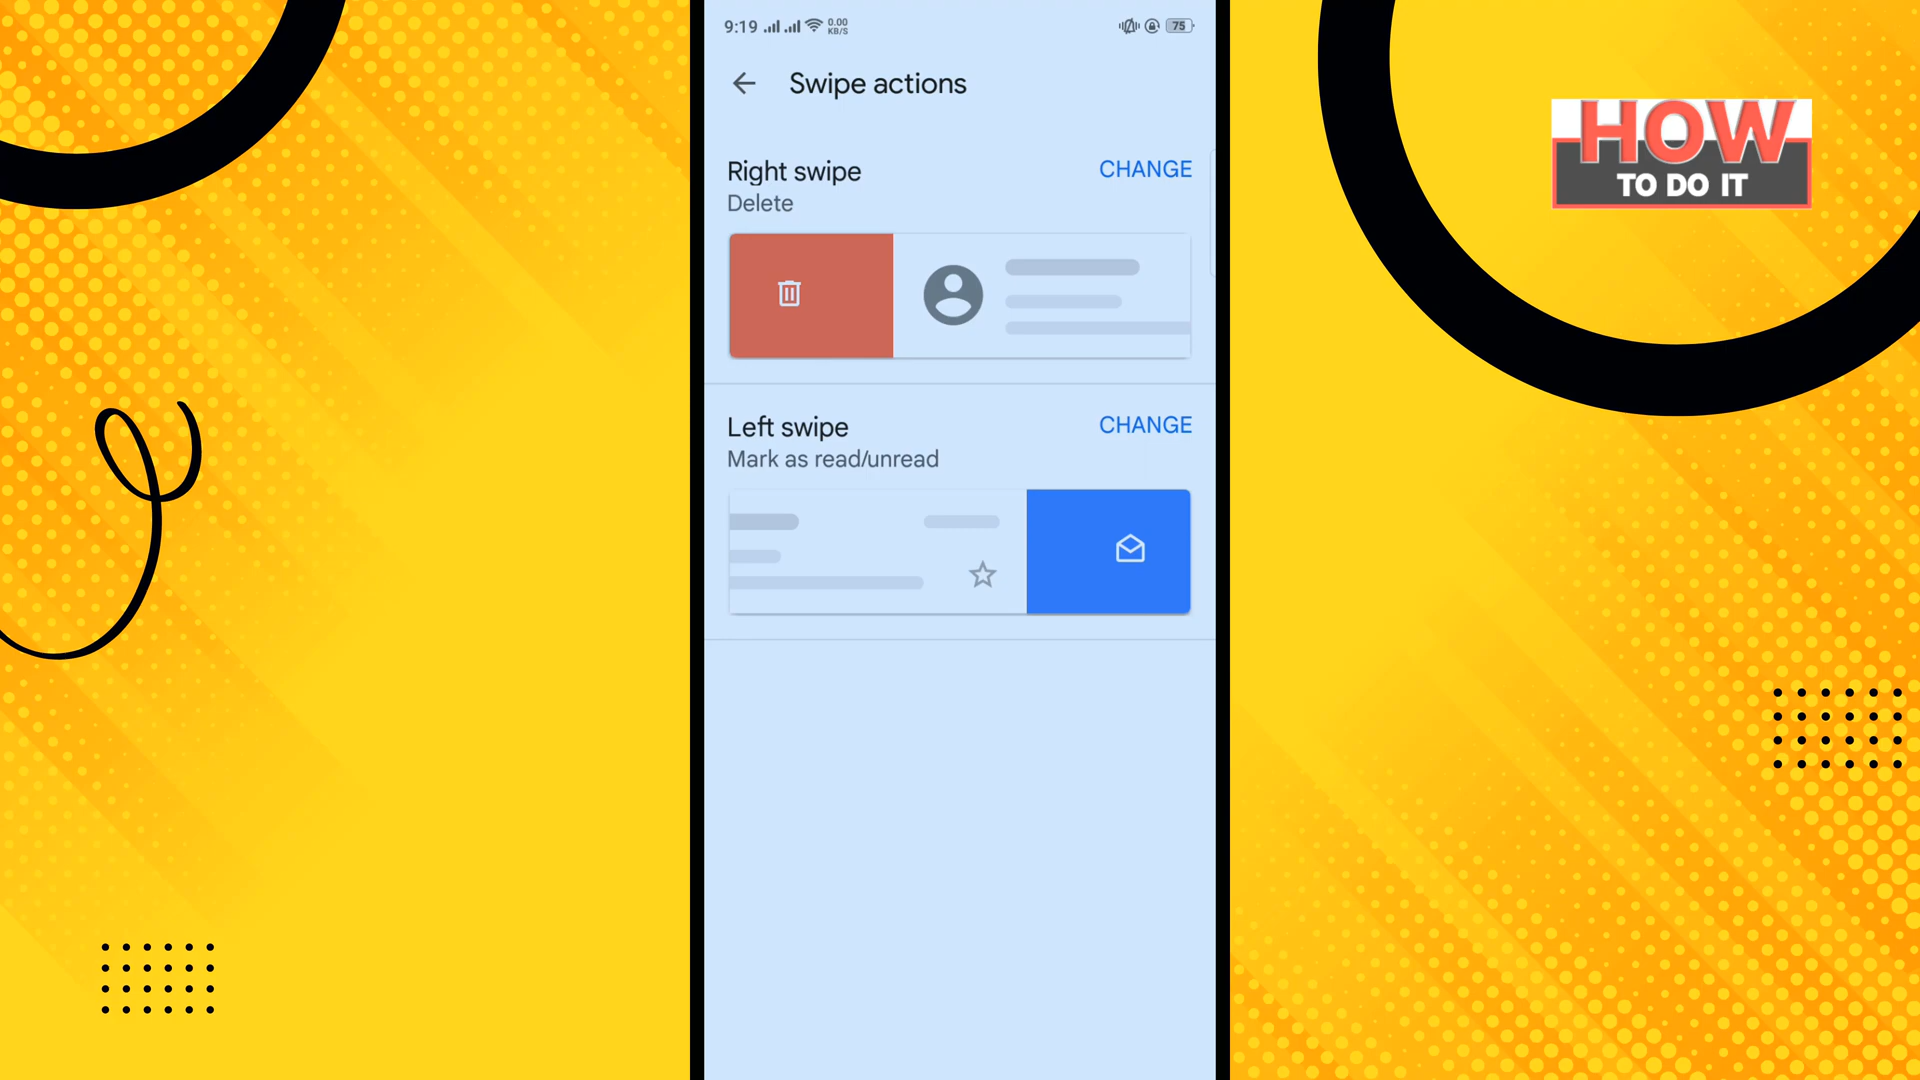 9:19 0.00 KB/S 75
Swipe actions
Right swipe CHANGE
Delete
Left swipe CHANGE
Mark as read/unread
HOW
TO DO IT